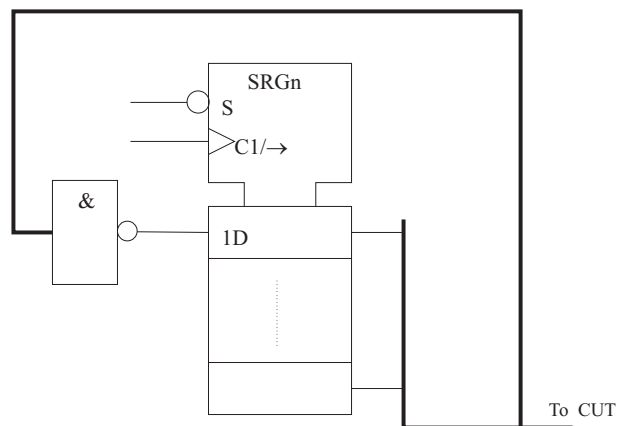 SRGn
S
C1/→
&
1D
To CUT